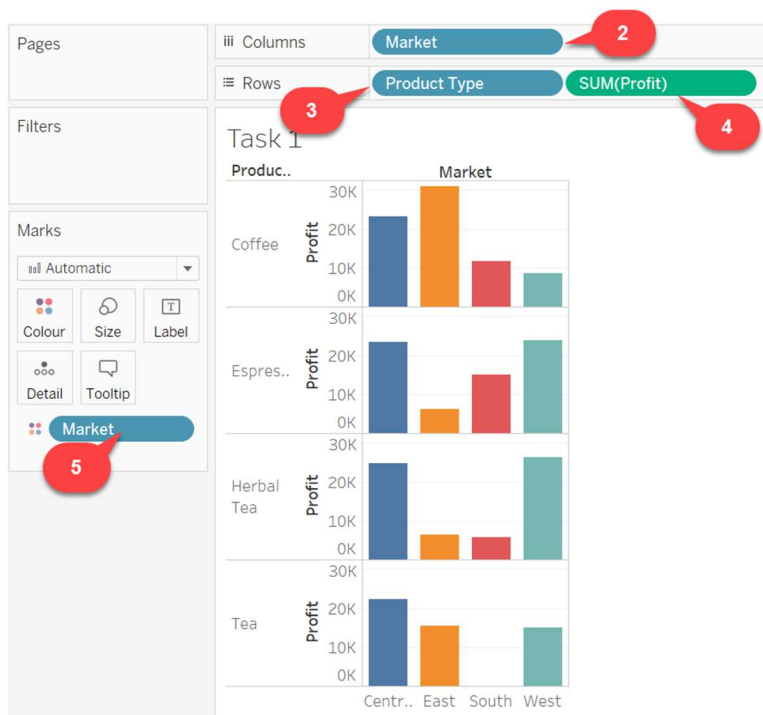 Pages
iii Columns
Market
2
Rows
Product Type
SUM(Profit)
3
4
Filters
Task 1
Produc..
Market
Marks
Automatic
Colour
Size
T
Label
Detail
Tooltip
Market
5
Coffee
Profit
30K
20K
10K
0K
Espres..
Profit
30K
20K
10K
0K
Herbal
Tea
Profit
30K
20K
10K
0K
Tea
Profit
30K
20K
10K
0K
Centr..
East
South
West